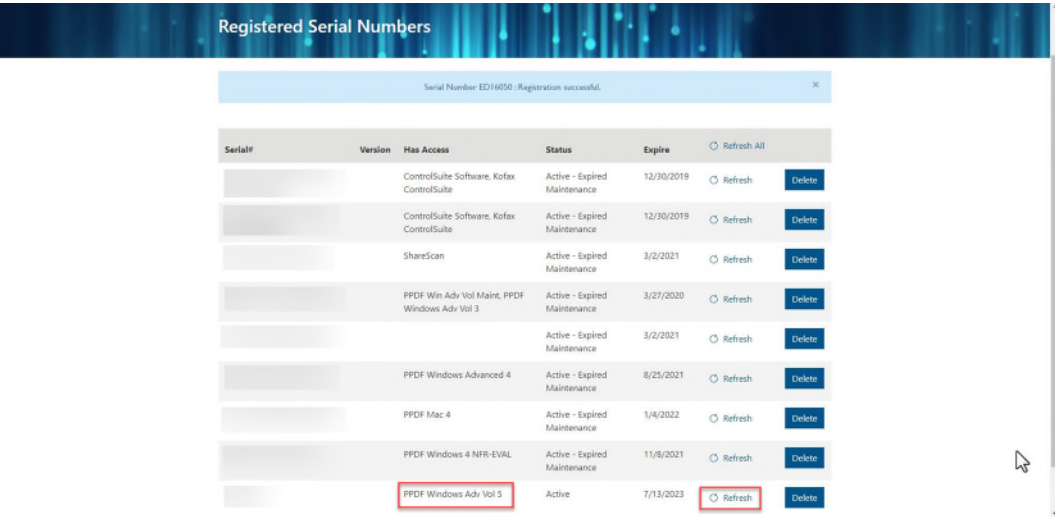 Registered Serial Numbers
Serial Number ED16050 : Registration successful. ×
Serial# Version Has Access Status Expire Refresh All
ControlSuite Software, Kofax Active - Expired 12/30/2019 Refresh Delete
ControlSuite Maintenance
ControlSuite Software, Kofax Active - Expired 12/30/2019 Refresh Delete
ControlSuite Maintenance
ShareScan Active - Expired 3/2/2021 Refresh Delete
Maintenance
PPDF Win Adv Vol Maint, PPDF Active - Expired 3/27/2020 Refresh Delete
Windows Adv Vol 3 Maintenance
Active - Expired 3/2/2021 Refresh Delete
Maintenance
PPDF Windows Advanced 4 Active - Expired 8/25/2021 Refresh Delete
Maintenance
PPDF Mac 4 Active - Expired 1/4/2022 Refresh Delete
Maintenance
PPDF Windows 4 NFR-EVAL Active - Expired 11/8/2021 Refresh Delete
Maintenance
PPDF Windows Adv Vol 5 Active 7/13/2023 Refresh Delete